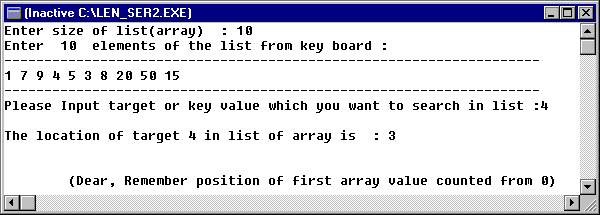 (Inactive C:\LEN_SER2.EXE)
Enter size of list(array)  : 10
Enter  10  elements of the list from key board :
--------------------------------------------------------------------
1 7 9 4 5 3 8 20 50 15
--------------------------------------------------------------------
Please Input target or key value which you want to search in list :4
The location of target 4 in list of array is  : 3
(Dear, Remember position of first array value counted from 0)